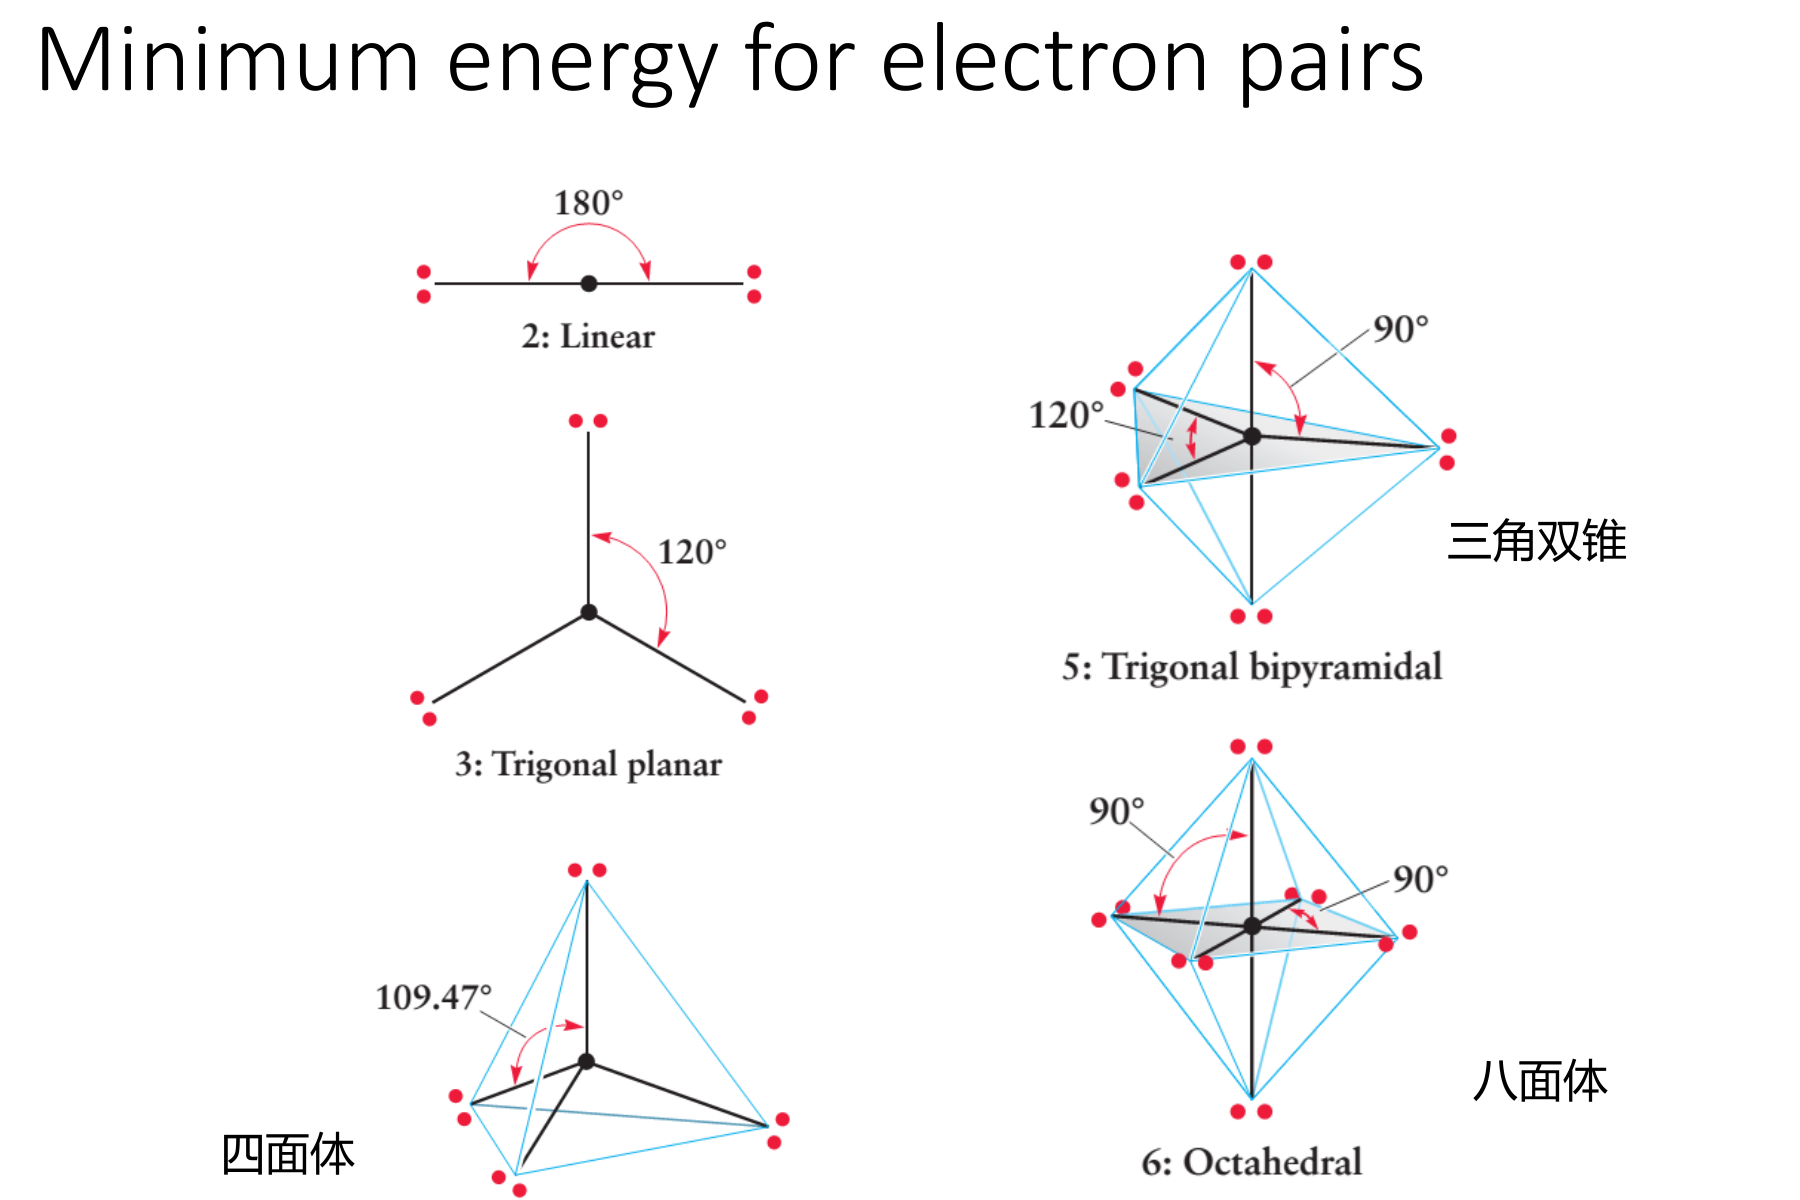 Minimum energy for electron pairs
180°
2: Linear
120°
3: Trigonal planar
109.47°
四面体
90°
120°
三角双锥
5: Trigonal bipyramidal
90°
90°
八面体
6: Octahedral